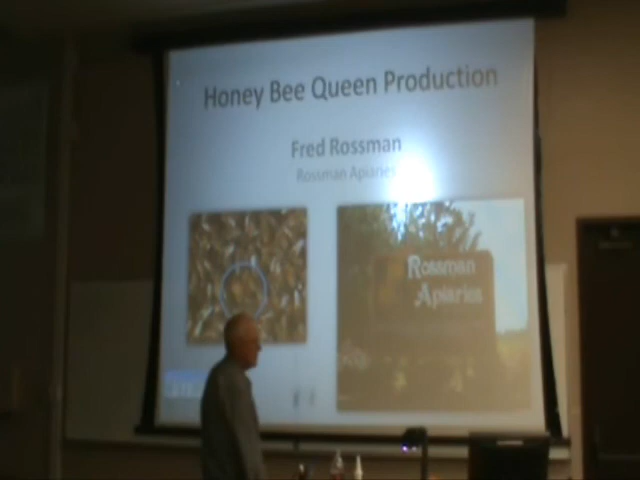 Honey Bee Queen Production
Fred Rossman
Rossman Apiaries
Rossman
Apiaries